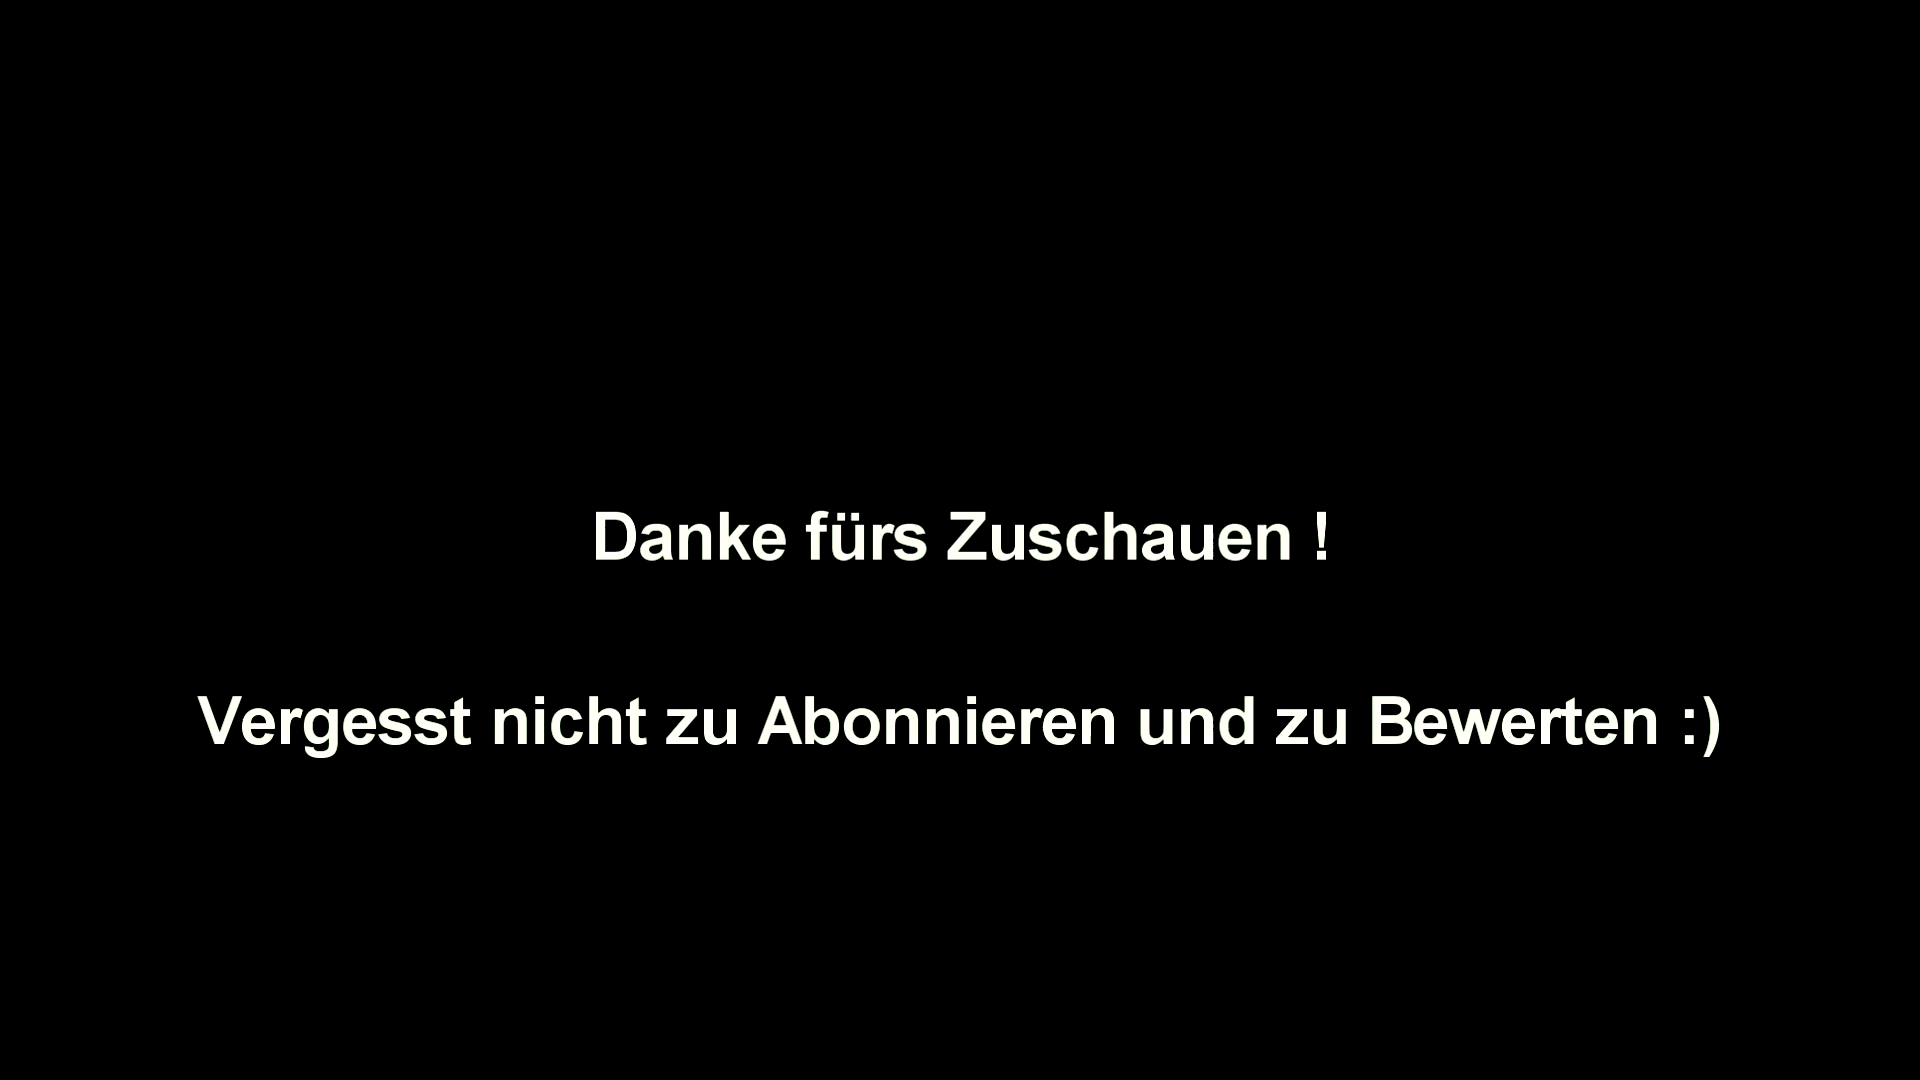 Danke fürs Zuschauen !
Vergesst nicht zu Abonnieren und zu Bewerten :)